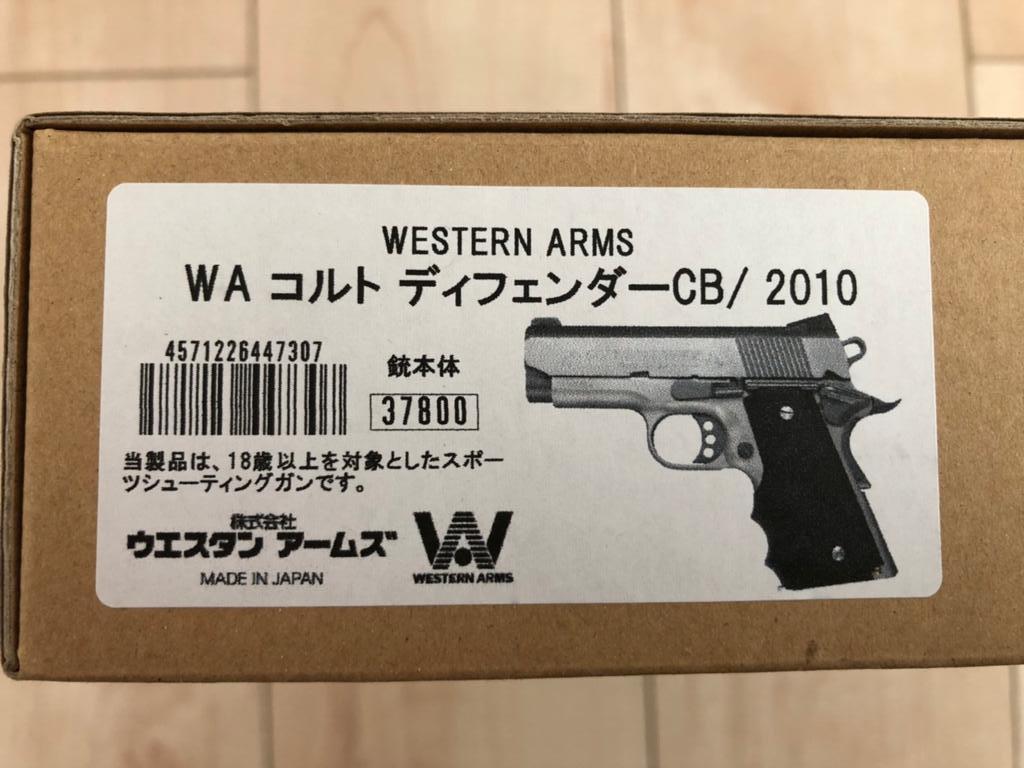 WESTERN ARMS
WA コルト ディフェンダーCB/ 2010
4571226447307
銃本体
37800
当製品は、18歳以上を対象としたスポー
ツシューティングガンです。
株式会社
ウエスタン アームズ
MADE IN JAPAN
WA
WESTERN ARMS